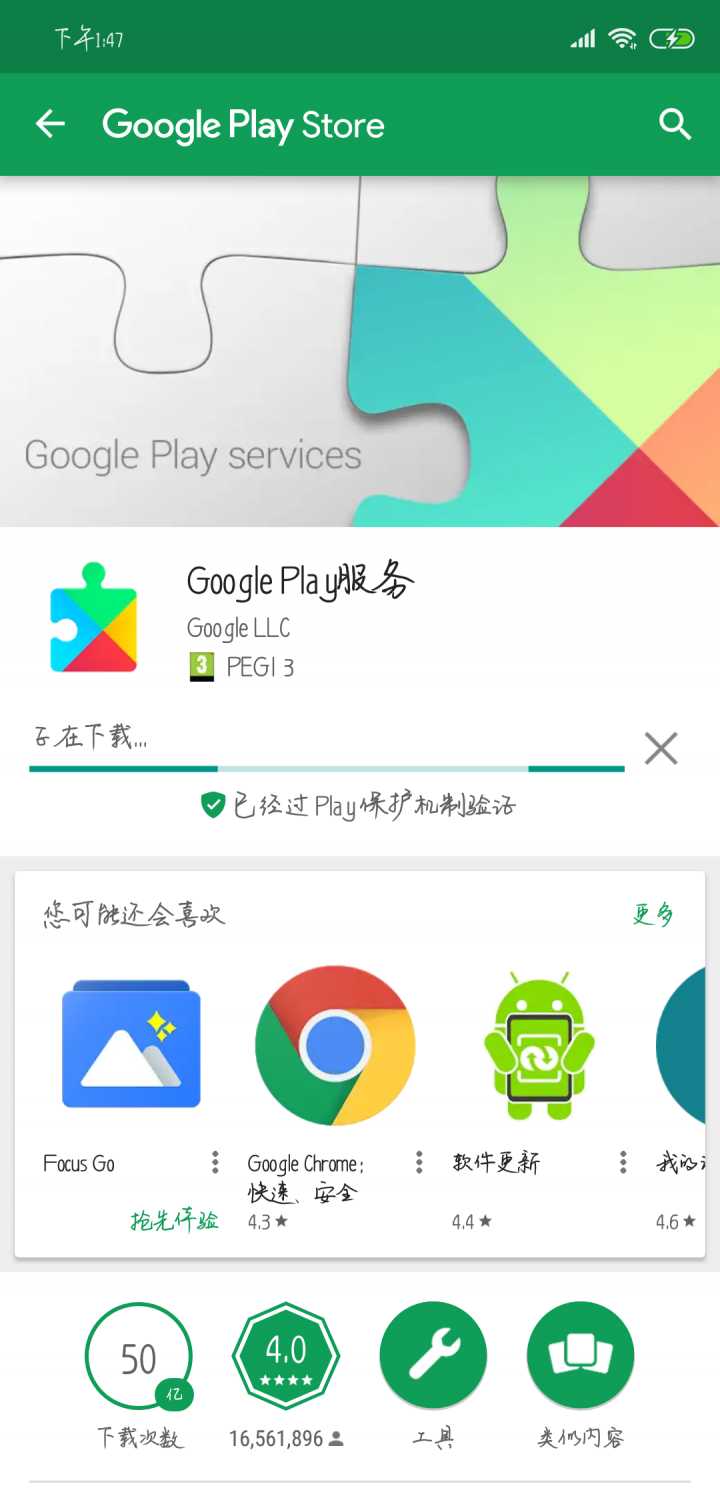 下午1:47
Google Play Store
Google Play services
Google Play服务
Google LLC
3 PEGI 3
正在下载...
已经过 Play保护机制验证
您可能还会喜欢
更多
Focus Go
抢先体验
Google Chrome:
快速、安全
4.3★
软件更新
4.4★
我的
4.6★
50
亿
下载次数
4.0
★★★★
16,561,896
工具
类似内容